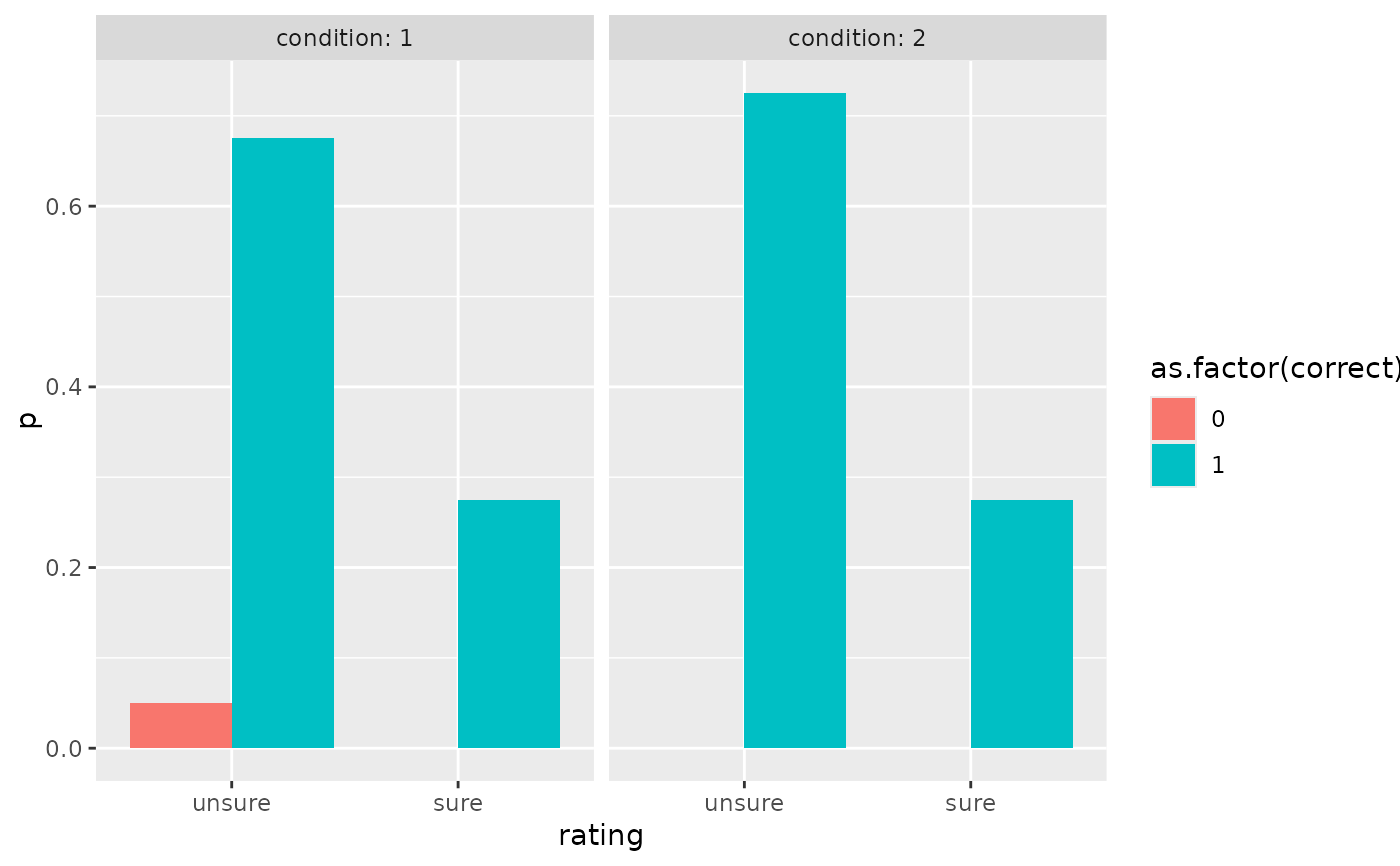 condition: 1
condition: 2
0.6
0.4
0.2
0.0
p
unsure
sure
unsure
sure
rating
as.factor(correct)
0
1